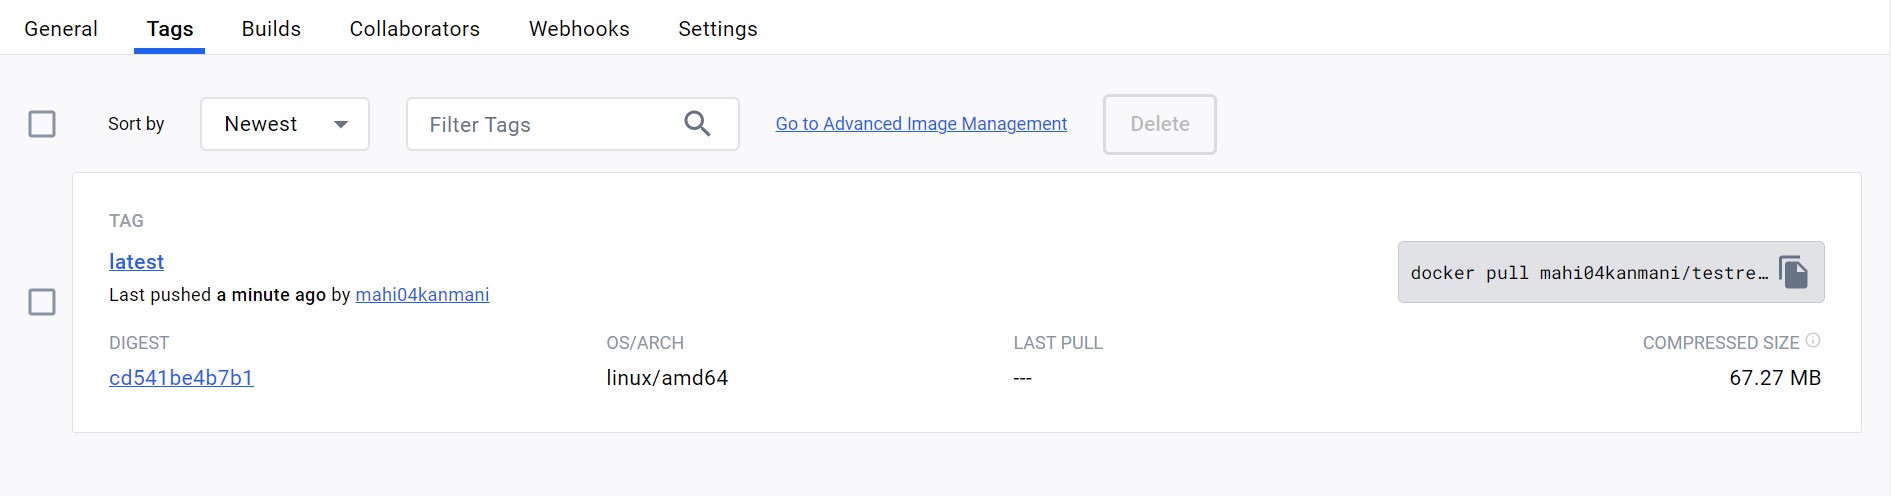 General Tags Builds Collaborators Webhooks Settings
Sort by Newest Filter Tags Go to Advanced Image Management Delete
TAG
latest
docker pull mahi04kanmani/testre…
Last pushed a minute ago by mahi04kanmani
DIGEST OS/ARCH LAST PULL COMPRESSED SIZE
cd541be4b7b1 linux/amd64 --- 67.27 MB